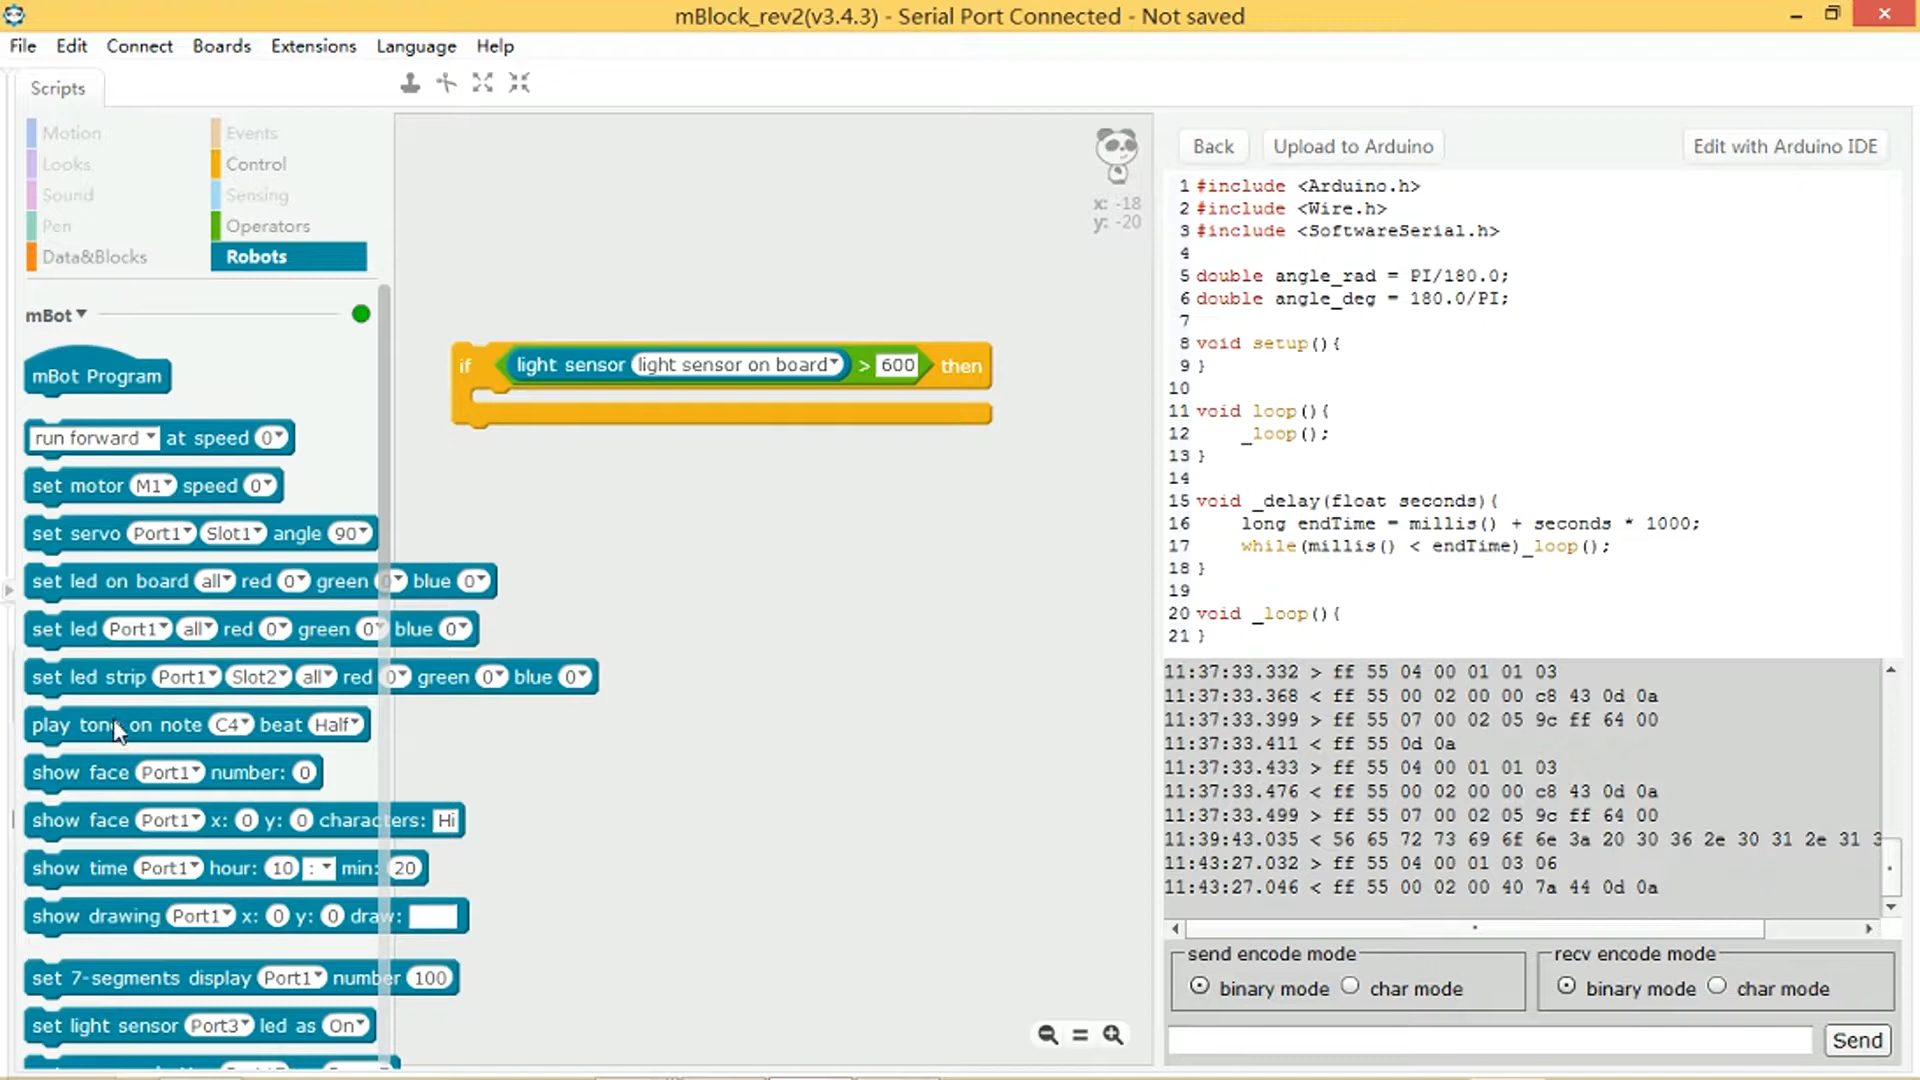 mBlock_rev2(v3.4.3) - Serial Port Connected - Not saved
File Edit Connect Boards Extensions Language Help
Scripts
Motion Events
Looks Control
Sound Sensing
Pen Operators
Data&Blocks Robots
mBot
mBot Program
run forward at speed 0
set motor M1 speed 0
set servo Port1 Slot1 angle 90
set led on board all red 0 green 0 blue 0
set led Port1 all red 0 green 0 blue 0
set led strip Port1 Slot2 all red 0 green 0 blue 0
play tone on note C4 beat Half
show face Port1 number: 0
show face Port1 x: 0 y: 0 characters: Hi
show time Port1 hour: 10 : min: 20
show drawing Port1 x: 0 y: 0 draw:
set 7-segments display Port1 number 100
set light sensor Port3 led as On
if light sensor light sensor on board > 600 then
x: -18
y: -20
Back Upload to Arduino Edit with Arduino IDE
1 #include <Arduino.h>
2 #include <Wire.h>
3 #include <SoftwareSerial.h>
4
5 double angle_rad = PI/180.0;
6 double angle_deg = 180.0/PI;
7
8 void setup(){
9 }
10
11 void loop(){
12 _loop();
13 }
14
15 void _delay(float seconds){
16 long endTime = millis() + seconds * 1000;
17 while(millis() < endTime)_loop();
18 }
19
20 void _loop(){
21 }
11:37:33.332 > ff 55 04 00 01 01 03
11:37:33.368 < ff 55 00 02 00 00 c8 43 0d 0a
11:37:33.399 > ff 55 07 00 02 05 9c ff 64 00
11:37:33.411 < ff 55 0d 0a
11:37:33.433 > ff 55 04 00 01 01 03
11:37:33.476 < ff 55 00 02 00 00 c8 43 0d 0a
11:37:33.499 > ff 55 07 00 02 05 9c ff 64 00
11:39:43.035 < 56 65 72 73 69 6f 6e 3a 20 30 36 2e 30 31 2e 31 3
11:43:27.032 > ff 55 04 00 01 03 06
11:43:27.046 < ff 55 00 02 00 40 7a 44 0d 0a
send encode mode recv encode mode
binary mode char mode binary mode char mode
Send